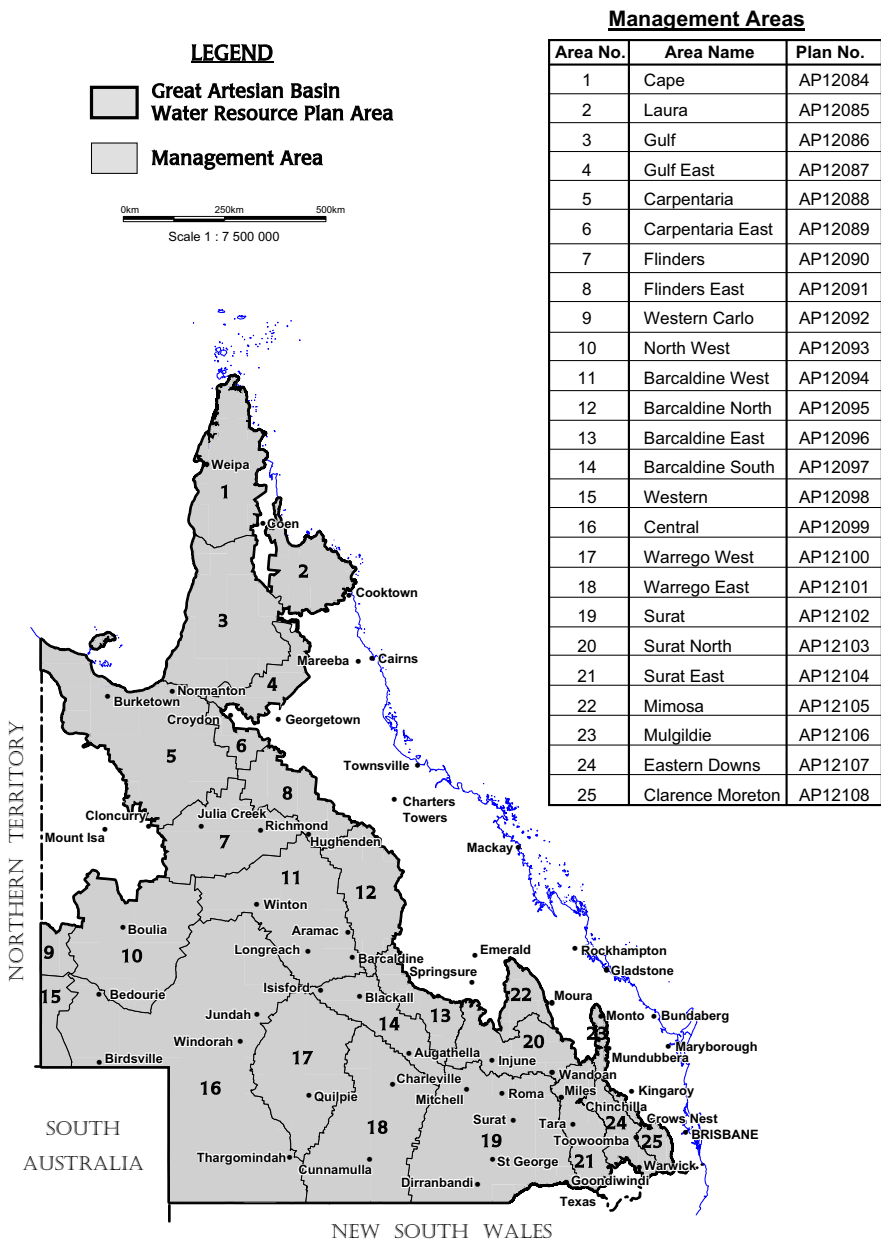 Management Areas
Area No. Area Name Plan No.
1 Cape AP12084
2 Laura AP12085
3 Gulf AP12086
4 Gulf East AP12087
5 Carpentaria AP12088
6 Carpentaria East AP12089
7 Flinders AP12090
8 Flinders East AP12091
9 Western Carlo AP12092
10 North West AP12093
11 Barcaldine West AP12094
12 Barcaldine North AP12095
13 Barcaldine East AP12096
14 Barcaldine South AP12097
15 Western AP12098
16 Central AP12099
17 Warrego West AP12100
18 Warrego East AP12101
19 Surat AP12102
20 Surat North AP12103
21 Surat East AP12104
22 Mimosa AP12105
23 Mulgildie AP12106
24 Eastern Downs AP12107
25 Clarence Moreton AP12108
LEGEND
Great Artesian Basin
Water Resource Plan Area
Management Area
0km 250km 500km
Scale 1 : 7 500 000
Weipa
1
Coen
2
Cooktown
3
Mareeba Cairns
4
Normanton
Burketown
Croydon Georgetown
6
5
Townsville
8
Charters
Towers
Cloncurry
Julia Creek
Richmond
Mount Isa
7
Hughenden
Mackay
11
12
Winton
Boulia
Aramac
9
10
Longreach
Barcaldine
Emerald
Rockhampton
Springsure
Gladstone
15
Bedourie
Isisford
Blackall
22
Moura
Jundah
13
Monto
Bundaberg
14
23
Windorah
20
Maryborough
Birdsville
17
Augathella
Injune
Mundubbera
16
Charleville
Wandoan
Quilpie
Mitchell
Roma
Miles
Kingaroy
Chinchilla
Surat
Tara
24
Crows Nest
18
19
Toowoomba
25
BRISBANE
Thargomindah
Cunnamulla
St George
21
Warwick
Dirranbandi
Goondiwindi
Texas
NORTHERN TERRITORY
SOUTH
AUSTRALIA
NEW SOUTH WALES